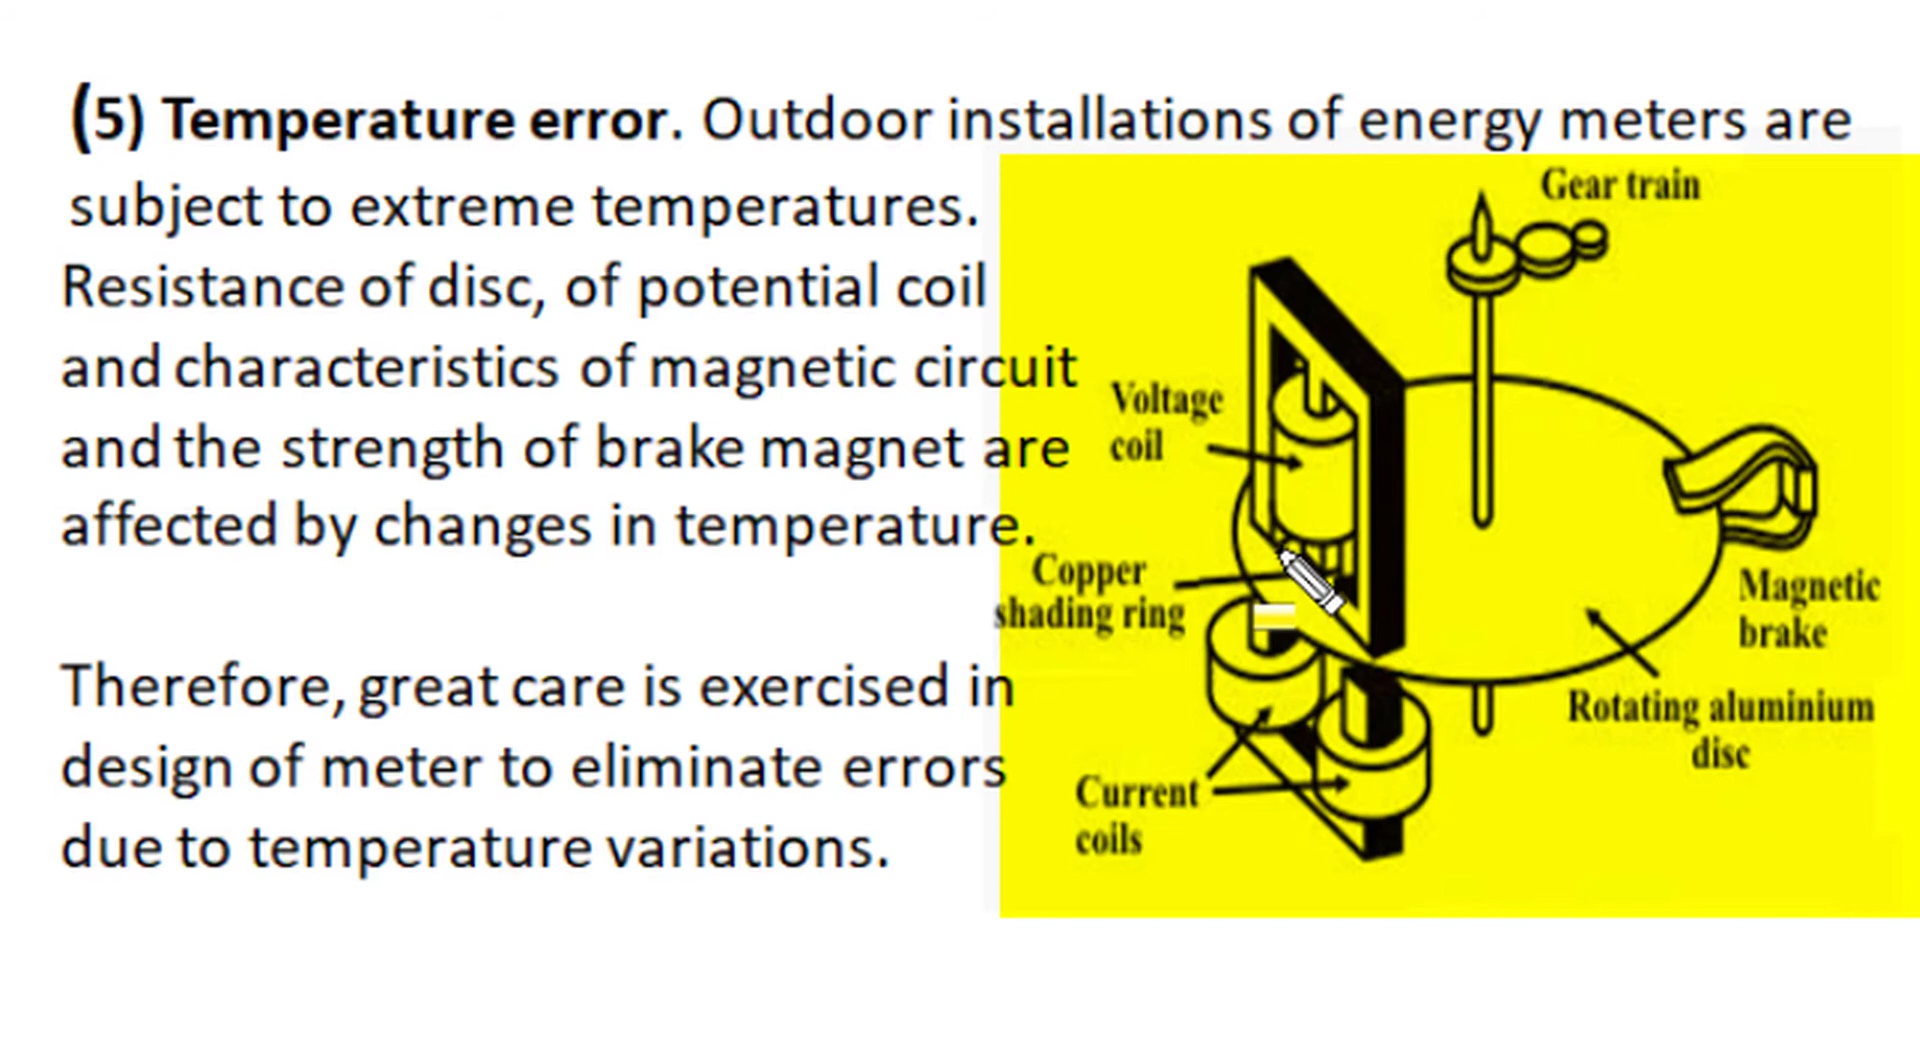 (5) Temperature error. Outdoor installations of energy meters are
subject to extreme temperatures.
Resistance of disc, of potential coil
and characteristics of magnetic circuit
and the strength of brake magnet are
affected by changes in temperature.
Therefore, great care is exercised in
design of meter to eliminate errors
due to temperature variations.
Gear train
Voltage
coil
Copper
shading ring
Magnetic
brake
Rotating aluminium
disc
Current
coils